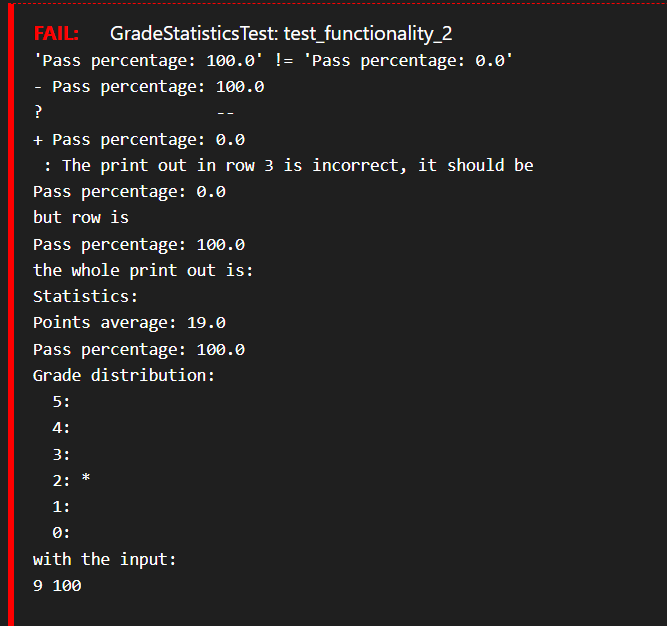 FAIL: GradeStatisticsTest: test_functionality_2
'Pass percentage: 100.0' != 'Pass percentage: 0.0'
- Pass percentage: 100.0
?                  --
+ Pass percentage: 0.0
 : The print out in row 3 is incorrect, it should be
Pass percentage: 0.0
but row is
Pass percentage: 100.0
the whole print out is:
Statistics:
Points average: 19.0
Pass percentage: 100.0
Grade distribution:
  5:
  4:
  3:
  2: *
  1:
  0:
with the input:
9 100